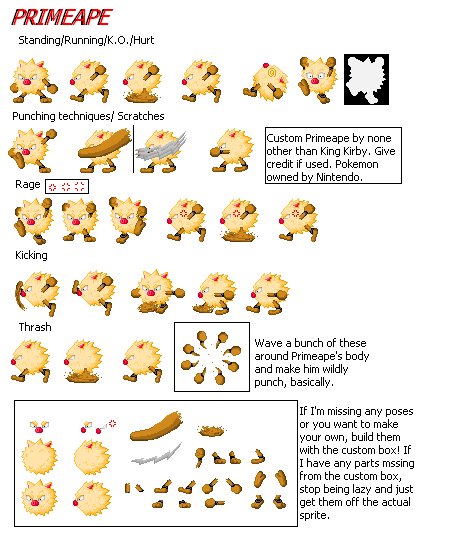 PRIMEAPE
Standing/Running/K.O./Hurt
Punching techniques/ Scratches
Custom Primeape by none
other than King Kirby. Give
credit if used. Pokemon
owned by Nintendo.
Rage
Kicking
Thrash
Wave a bunch of these
around Primeape's body
and make him wildly
punch, basically.
If I'm missing any poses
or you want to make
your own, build them
with the custom box! If
I have any parts mssing
from the custom box,
stop being lazy and just
get them off the actual
sprite.